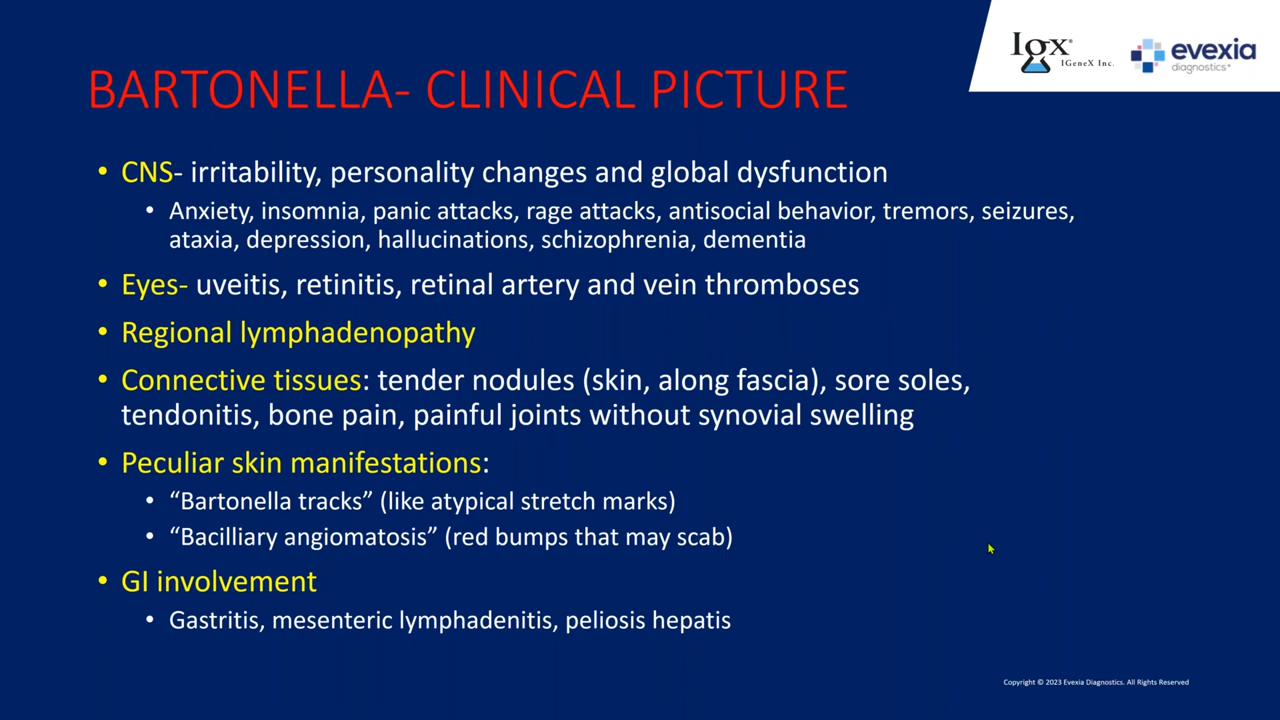 Igx®
IGeneX Inc.
evexia
diagnostics®
BARTONELLA- CLINICAL PICTURE
• CNS- irritability, personality changes and global dysfunction
• Anxiety, insomnia, panic attacks, rage attacks, antisocial behavior, tremors, seizures,
ataxia, depression, hallucinations, schizophrenia, dementia
• Eyes- uveitis, retinitis, retinal artery and vein thromboses
• Regional lymphadenopathy
• Connective tissues: tender nodules (skin, along fascia), sore soles,
tendonitis, bone pain, painful joints without synovial swelling
• Peculiar skin manifestations:
• “Bartonella tracks” (like atypical stretch marks)
• “Bacilliary angiomatosis” (red bumps that may scab)
• GI involvement
• Gastritis, mesenteric lymphadenitis, peliosis hepatis
Copyright © 2023 Evexia Diagnostics. All Rights Reserved